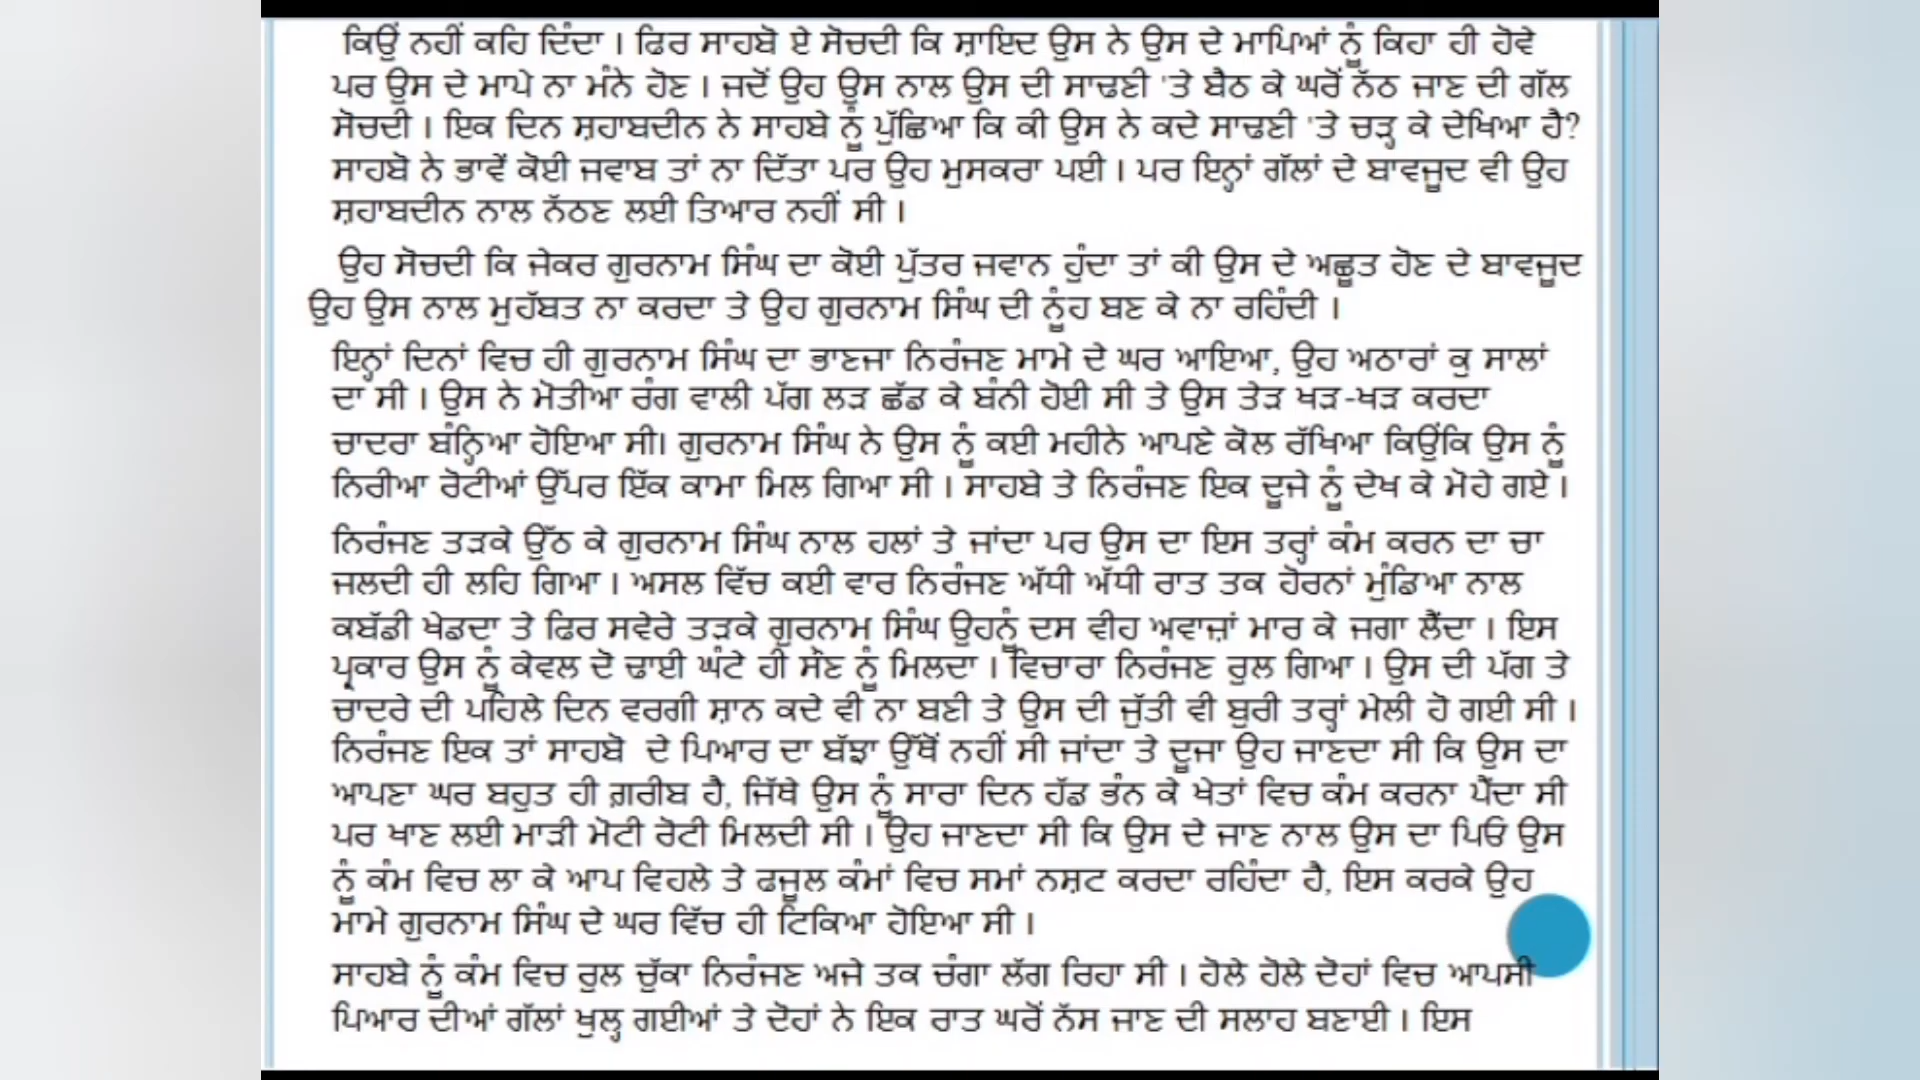 ਕਿਉਂ ਨਹੀਂ ਕਹਿ ਦਿੰਦਾ । ਫਿਰ ਸਾਹਬੋ ਏ ਸੋਚਦੀ ਕਿ ਸ਼ਾਇਦ ਉਸ ਨੇ ਉਸ ਦੇ ਮਾਪਿਆਂ ਨੂੰ ਕਿਹਾ ਹੀ ਹੋਵੇ
ਪਰ ਉਸ ਦੇ ਮਾਪੇ ਨਾ ਮੰਨੇ ਹੋਣ । ਜਦੋਂ ਉਹ ਉਸ ਨਾਲ ਉਸ ਦੀ ਸਾਢਣੀ 'ਤੇ ਬੈਠ ਕੇ ਘਰੋਂ ਨੱਠ ਜਾਣ ਦੀ ਗੱਲ
ਸੋਚਦੀ । ਇਕ ਦਿਨ ਸ਼ਹਾਬਦੀਨ ਨੇ ਸਾਹਬੇ ਨੂੰ ਪੁੱਛਿਆ ਕਿ ਕੀ ਉਸ ਨੇ ਕਦੇ ਸਾਢਣੀ 'ਤੇ ਚੜ੍ਹ ਕੇ ਦੇਖਿਆ ਹੈ?
ਸਾਹਬੋ ਨੇ ਭਾਵੇਂ ਕੋਈ ਜਵਾਬ ਤਾਂ ਨਾ ਦਿੱਤਾ ਪਰ ਉਹ ਮੁਸਕਰਾ ਪਈ । ਪਰ ਇਨ੍ਹਾਂ ਗੱਲਾਂ ਦੇ ਬਾਵਜੂਦ ਵੀ ਉਹ
ਸ਼ਹਾਬਦੀਨ ਨਾਲ ਨੱਠਣ ਲਈ ਤਿਆਰ ਨਹੀਂ ਸੀ ।
ਉਹ ਸੋਚਦੀ ਕਿ ਜੇਕਰ ਗੁਰਨਾਮ ਸਿੰਘ ਦਾ ਕੋਈ ਪੁੱਤਰ ਜਵਾਨ ਹੁੰਦਾ ਤਾਂ ਕੀ ਉਸ ਦੇ ਅਛੂਤ ਹੋਣ ਦੇ ਬਾਵਜੂਦ
ਉਹ ਉਸ ਨਾਲ ਮੁਹੱਬਤ ਨਾ ਕਰਦਾ ਤੇ ਉਹ ਗੁਰਨਾਮ ਸਿੰਘ ਦੀ ਨੂੰਹ ਬਣ ਕੇ ਨਾ ਰਹਿੰਦੀ ।
ਇਨ੍ਹਾਂ ਦਿਨਾਂ ਵਿਚ ਹੀ ਗੁਰਨਾਮ ਸਿੰਘ ਦਾ ਭਾਣਜਾ ਨਿਰੰਜਣ ਮਾਮੇ ਦੇ ਘਰ ਆਇਆ, ਉਹ ਅਠਾਰਾਂ ਕੁ ਸਾਲਾਂ
ਦਾ ਸੀ । ਉਸ ਨੇ ਮੋਤੀਆ ਰੰਗ ਵਾਲੀ ਪੱਗ ਲੜ ਛੱਡ ਕੇ ਬੰਨੀ ਹੋਈ ਸੀ ਤੇ ਉਸ ਤੇੜ ਖੜ-ਖੜ ਕਰਦਾ
ਚਾਦਰਾ ਬੰਨ੍ਹਿਆ ਹੋਇਆ ਸੀ। ਗੁਰਨਾਮ ਸਿੰਘ ਨੇ ਉਸ ਨੂੰ ਕਈ ਮਹੀਨੇ ਆਪਣੇ ਕੋਲ ਰੱਖਿਆ ਕਿਉਂਕਿ ਉਸ ਨੂੰ
ਨਿਰੀਆ ਰੋਟੀਆਂ ਉੱਪਰ ਇੱਕ ਕਾਮਾ ਮਿਲ ਗਿਆ ਸੀ । ਸਾਹਬੇ ਤੇ ਨਿਰੰਜਣ ਇਕ ਦੂਜੇ ਨੂੰ ਦੇਖ ਕੇ ਮੋਹੇ ਗਏ ।
ਨਿਰੰਜਣ ਤੜਕੇ ਉੱਠ ਕੇ ਗੁਰਨਾਮ ਸਿੰਘ ਨਾਲ ਹਲਾਂ ਤੇ ਜਾਂਦਾ ਪਰ ਉਸ ਦਾ ਇਸ ਤਰ੍ਹਾਂ ਕੰਮ ਕਰਨ ਦਾ ਚਾ
ਜਲਦੀ ਹੀ ਲਹਿ ਗਿਆ । ਅਸਲ ਵਿੱਚ ਕਈ ਵਾਰ ਨਿਰੰਜਣ ਅੱਧੀ ਅੱਧੀ ਰਾਤ ਤਕ ਹੋਰਨਾਂ ਮੁੰਡਿਆ ਨਾਲ
ਕਬੱਡੀ ਖੇਡਦਾ ਤੇ ਫਿਰ ਸਵੇਰੇ ਤੜਕੇ ਗੁਰਨਾਮ ਸਿੰਘ ਉਹਨੂੰ ਦਸ ਵੀਹ ਅਵਾਜ਼ਾਂ ਮਾਰ ਕੇ ਜਗਾ ਲੈਂਦਾ । ਇਸ
ਪ੍ਰਕਾਰ ਉਸ ਨੂੰ ਕੇਵਲ ਦੋ ਢਾਈ ਘੰਟੇ ਹੀ ਸੌਣ ਨੂੰ ਮਿਲਦਾ । ਵਿਚਾਰਾ ਨਿਰੰਜਣ ਰੁਲ ਗਿਆ । ਉਸ ਦੀ ਪੱਗ ਤੇ
ਚਾਦਰੇ ਦੀ ਪਹਿਲੇ ਦਿਨ ਵਰਗੀ ਸ਼ਾਨ ਕਦੇ ਵੀ ਨਾ ਬਣੀ ਤੇ ਉਸ ਦੀ ਜੁੱਤੀ ਵੀ ਬੁਰੀ ਤਰ੍ਹਾਂ ਮੇਲੀ ਹੋ ਗਈ ਸੀ ।
ਨਿਰੰਜਣ ਇਕ ਤਾਂ ਸਾਹਬੋ ਦੇ ਪਿਆਰ ਦਾ ਬੱਝਾ ਉੱਥੋਂ ਨਹੀਂ ਸੀ ਜਾਂਦਾ ਤੇ ਦੂਜਾ ਉਹ ਜਾਣਦਾ ਸੀ ਕਿ ਉਸ ਦਾ
ਆਪਣਾ ਘਰ ਬਹੁਤ ਹੀ ਗ਼ਰੀਬ ਹੈ, ਜਿੱਥੇ ਉਸ ਨੂੰ ਸਾਰਾ ਦਿਨ ਹੱਡ ਭੰਨ ਕੇ ਖੇਤਾਂ ਵਿਚ ਕੰਮ ਕਰਨਾ ਪੈਂਦਾ ਸੀ
ਪਰ ਖਾਣ ਲਈ ਮਾੜੀ ਮੋਟੀ ਰੋਟੀ ਮਿਲਦੀ ਸੀ । ਉਹ ਜਾਣਦਾ ਸੀ ਕਿ ਉਸ ਦੇ ਜਾਣ ਨਾਲ ਉਸ ਦਾ ਪਿਓ ਉਸ
ਨੂੰ ਕੰਮ ਵਿਚ ਲਾ ਕੇ ਆਪ ਵਿਹਲੇ ਤੇ ਫਜੂਲ ਕੰਮਾਂ ਵਿਚ ਸਮਾਂ ਨਸ਼ਟ ਕਰਦਾ ਰਹਿੰਦਾ ਹੈ, ਇਸ ਕਰਕੇ ਉਹ
ਮਾਮੇ ਗੁਰਨਾਮ ਸਿੰਘ ਦੇ ਘਰ ਵਿੱਚ ਹੀ ਟਿਕਿਆ ਹੋਇਆ ਸੀ ।
ਸਾਹਬੇ ਨੂੰ ਕੰਮ ਵਿਚ ਰੁਲ ਚੁੱਕਾ ਨਿਰੰਜਣ ਅਜੇ ਤਕ ਚੰਗਾ ਲੱਗ ਰਿਹਾ ਸੀ । ਹੋਲੇ ਹੋਲੇ ਦੋਹਾਂ ਵਿਚ ਆਪਸੀ
ਪਿਆਰ ਦੀਆਂ ਗੱਲਾਂ ਖੁਲ੍ਹ ਗਈਆਂ ਤੇ ਦੋਹਾਂ ਨੇ ਇਕ ਰਾਤ ਘਰੋਂ ਨੱਸ ਜਾਣ ਦੀ ਸਲਾਹ ਬਣਾਈ । ਇਸ